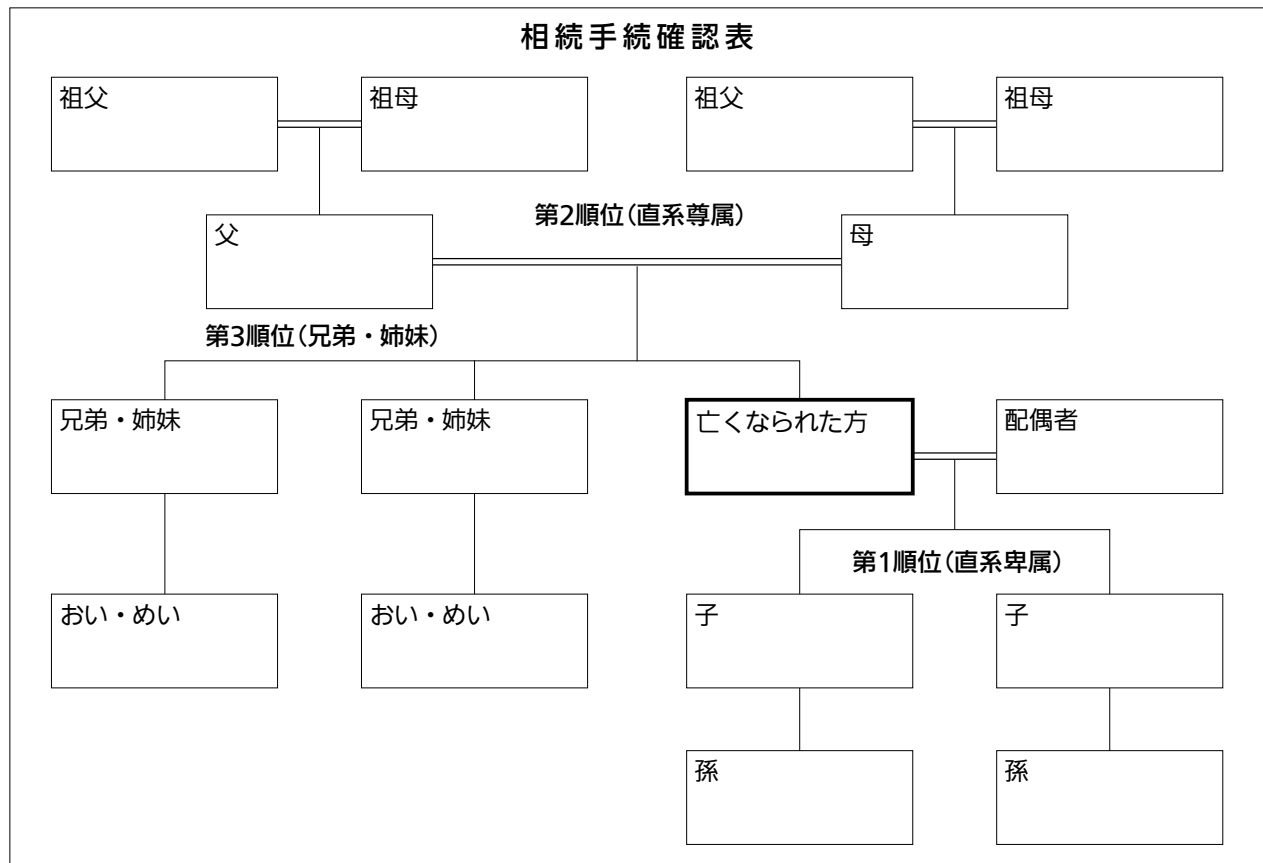 相続手続確認表
祖父
祖母
祖父
祖母
第2順位(直系尊属)
父
母
第3順位(兄弟・姉妹)
兄弟・姉妹
兄弟・姉妹
亡くなられた方
配偶者
第1順位(直系卑属)
おい・めい
おい・めい
子
子
孫
孫